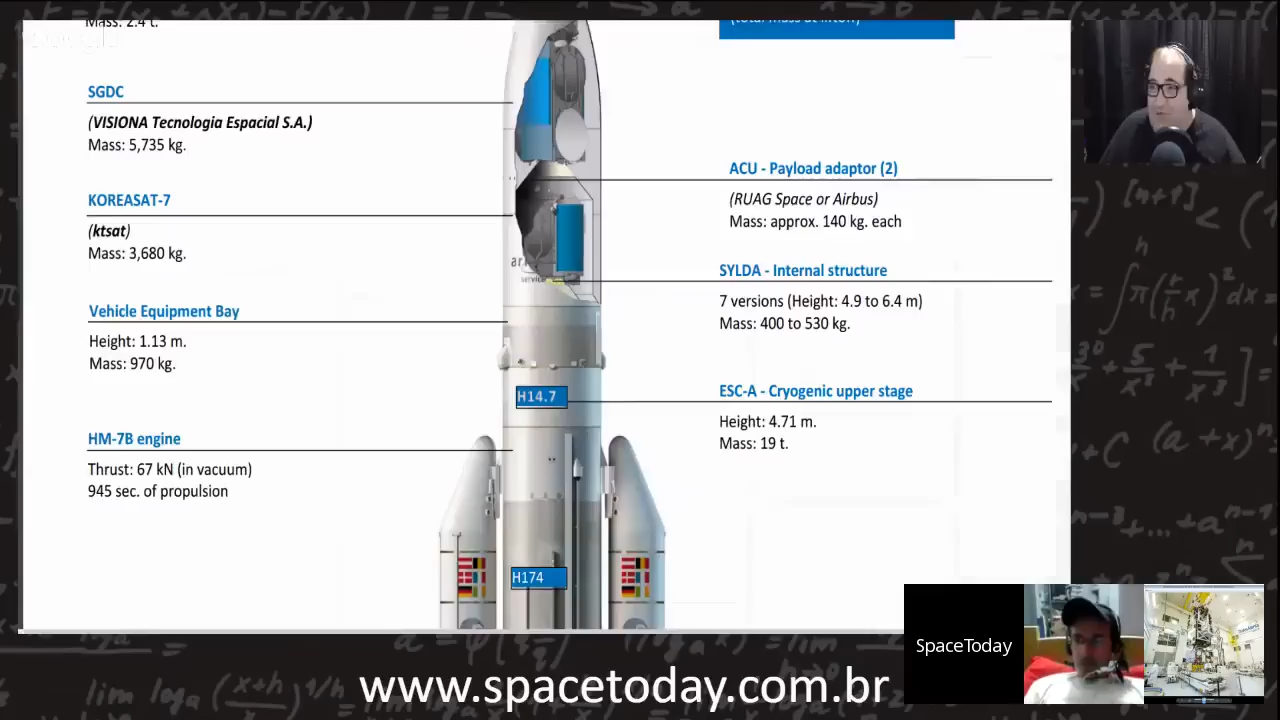 Mass: 2.4 t.
(total mass at liftoff)
SGDC
(VISIONA Tecnologia Espacial S.A.)
Mass: 5,735 kg.
KOREASAT-7
(ktsat)
Mass: 3,680 kg.
Vehicle Equipment Bay
Height: 1.13 m.
Mass: 970 kg.
HM-7B engine
Thrust: 67 kN (in vacuum)
945 sec. of propulsion
ACU - Payload adaptor (2)
(RUAG Space or Airbus)
Mass: approx. 140 kg. each
SYLDA - Internal structure
7 versions (Height: 4.9 to 6.4 m)
Mass: 400 to 530 kg.
ESC-A - Cryogenic upper stage
Height: 4.71 m.
Mass: 19 t.
H14.7
H174
SpaceToday
www.spacetoday.com.br